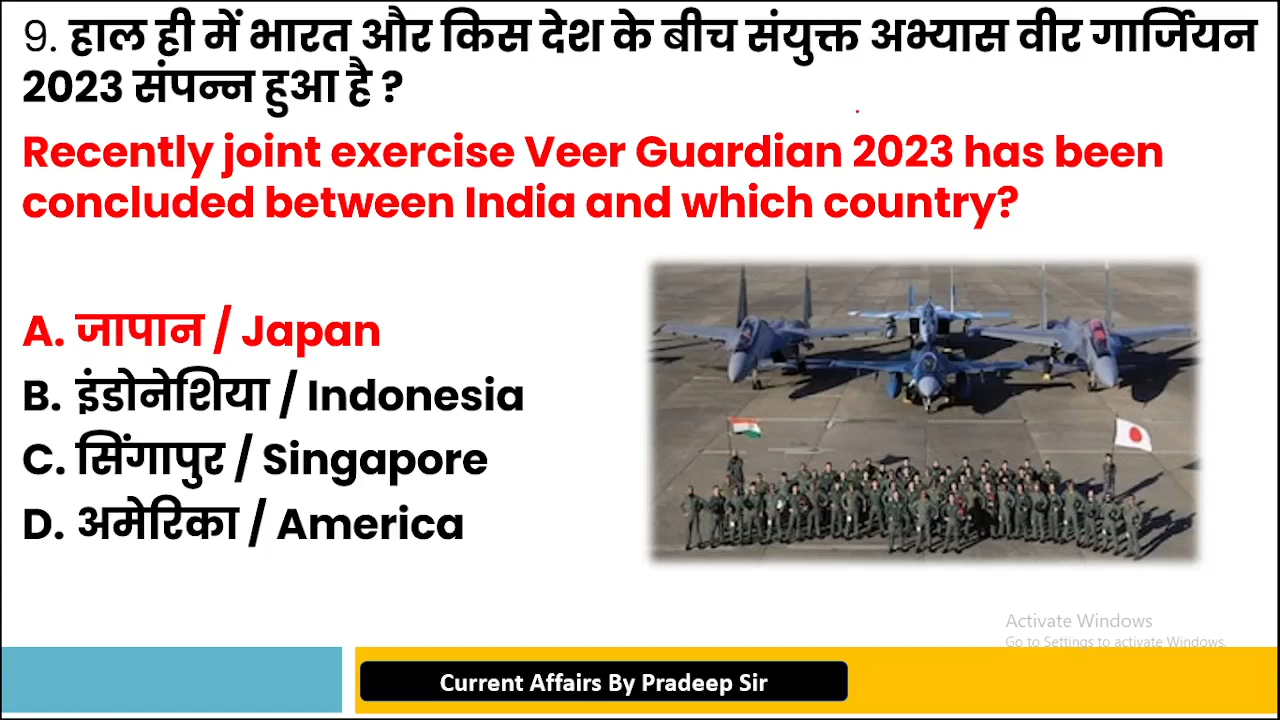 9. हाल ही में भारत और किस देश के बीच संयुक्त अभ्यास वीर गार्जियन
2023 संपन्न हुआ है ?
Recently joint exercise Veer Guardian 2023 has been
concluded between India and which country?
A. जापान / Japan
B. इंडोनेशिया / Indonesia
C. सिंगापुर / Singapore
D. अमेरिका / America
Activate Windows
Go to Settings to activate Windows.
Current Affairs By Pradeep Sir